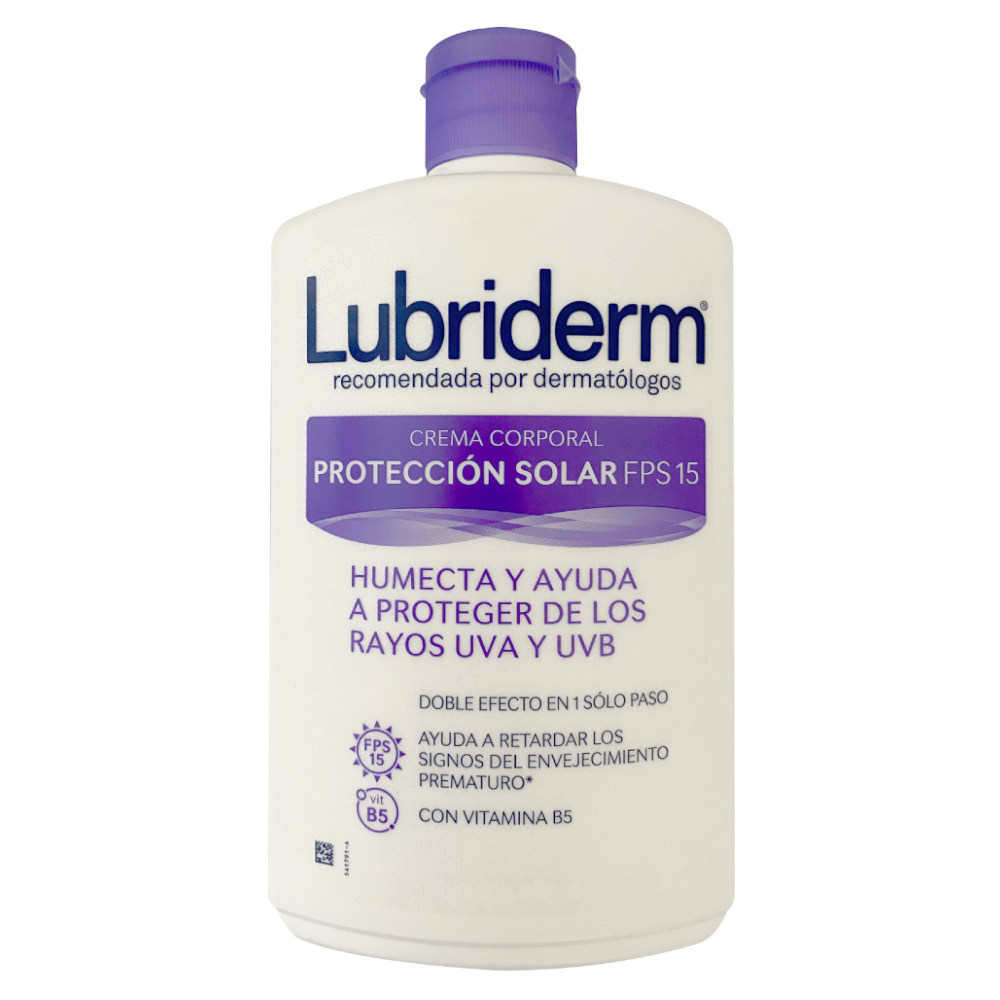 Lubriderm®
recomendada por dermatólogos
CREMA CORPORAL
PROTECCIÓN SOLAR FPS 15
HUMECTA Y AYUDA
A PROTEGER DE LOS
RAYOS UVA Y UVB
DOBLE EFECTO EN 1 SÓLO PASO
FPS
15
AYUDA A RETARDAR LOS
SIGNOS DEL ENVEJECIMIENTO
PREMATURO*
vit
B5
CON VITAMINA B5